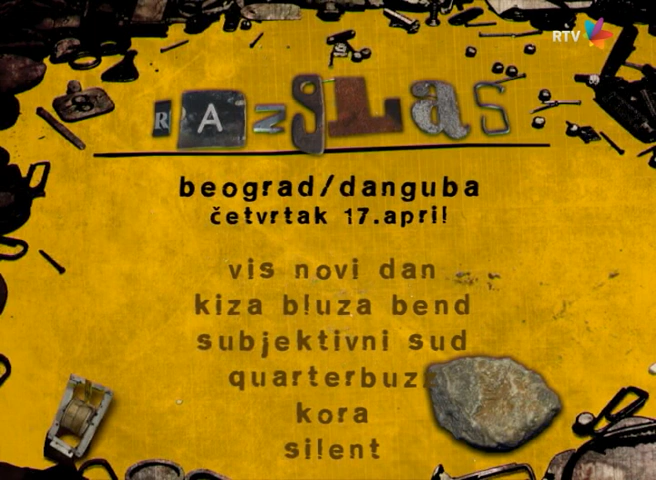 RTV
RAzgLaS
beograd/danguba
četvrtak 17.april
vis novi dan
kiza bluza bend
subjektivni sud
quarterbuz
kora
silent